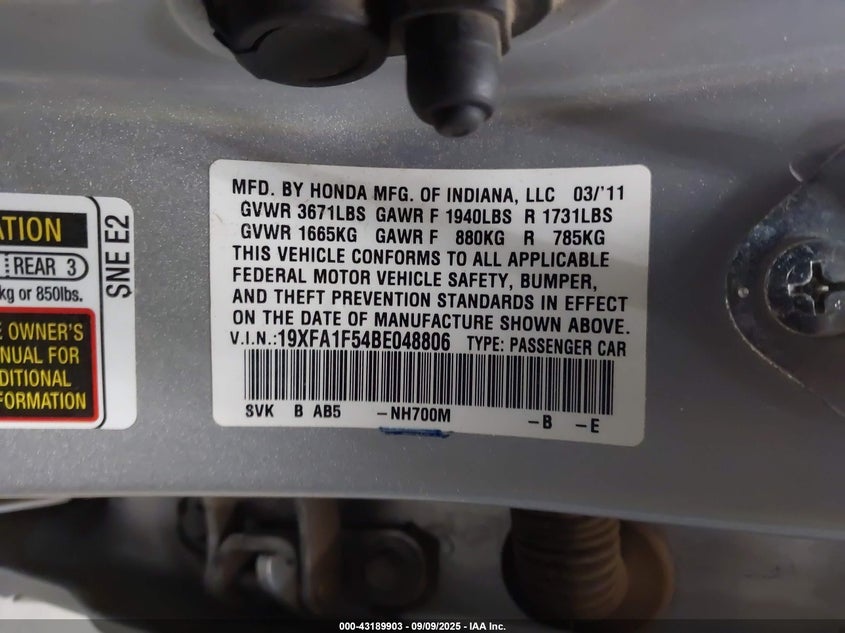 ATION
REAR 3
kg or 850lbs.
E OWNER'S
NUAL FOR
DITIONAL
FORMATION
SNE E2
MFD. BY HONDA MFG. OF INDIANA, LLC 03/'11
GVWR 3671LBS GAWR F 1940LBS R 1731LBS
GVWR 1665KG GAWR F 880KG R 785KG
THIS VEHICLE CONFORMS TO ALL APPLICABLE
FEDERAL MOTOR VEHICLE SAFETY, BUMPER,
AND THEFT PREVENTION STANDARDS IN EFFECT
ON THE DATE OF MANUFACTURE SHOWN ABOVE.
V.I.N.:19XFA1F54BE048806 TYPE: PASSENGER CAR
SVK B AB5 -NH700M -B -E
000-43189903 - 09/09/2025 - IAA Inc.